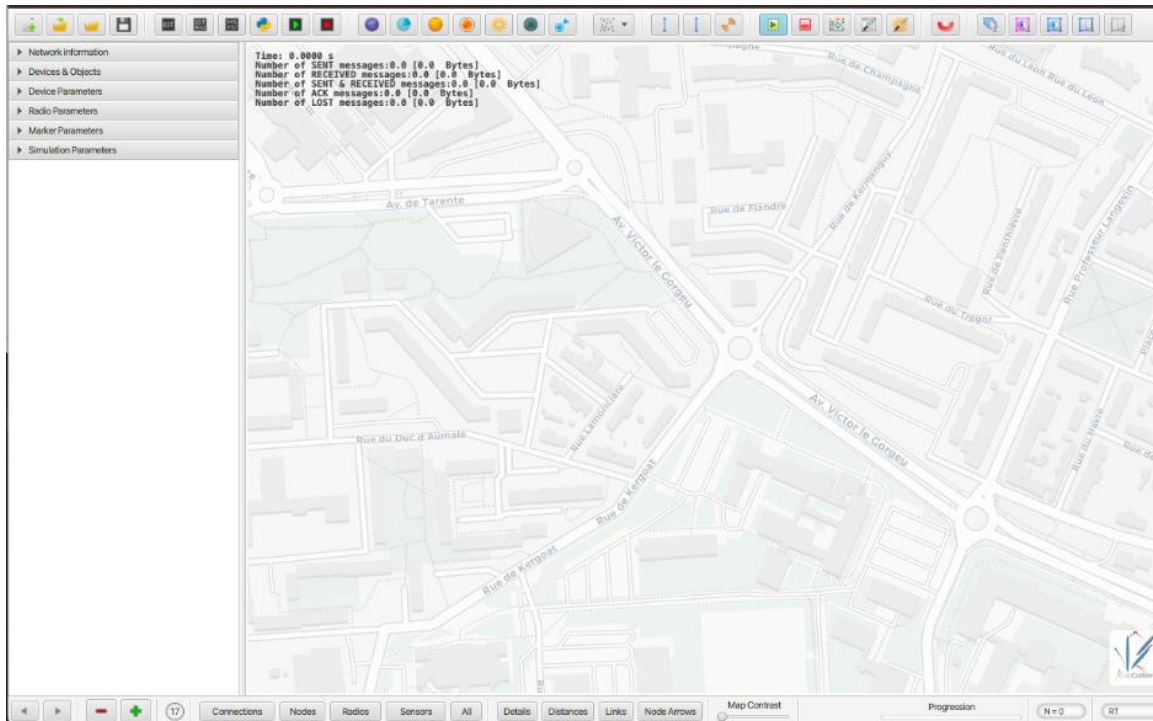 Network Information
Devices & Objects
Device Parameters
Radio Parameters
Marker Parameters
Simulation Parameters
Time: 0.0000 s
Number of SENT messages:0.0 [0.0 Bytes]
Number of RECEIVED messages:0.0 [0.0 Bytes]
Number of SENT & RECEIVED messages:0.0 [0.0 Bytes]
Number of ACK messages:0.0 [0.0 Bytes]
Number of LOST messages:0.0 [0.0 Bytes]
Rue de Champagne
Rue du Léon
Rue du Léon
Av. de Tarente
Rue de Kermenguy
Rue de Flandre
Av. Victor le Gorgeu
Rue de Penthièvre
Rue Professeur Langevin
Rue du Trégor
Place
Rue du Duc d'Aumale
Rue Lamoricière
Av. Victor le Gorgeu
Rue du Havre
Rue de
Rue de Kergoat
Rue de Kergoat
17
Connections
Nodes
Radios
Sensors
All
Details
Distances
Links
Node Arrows
Map Contrast
Progression
N = 0
RT